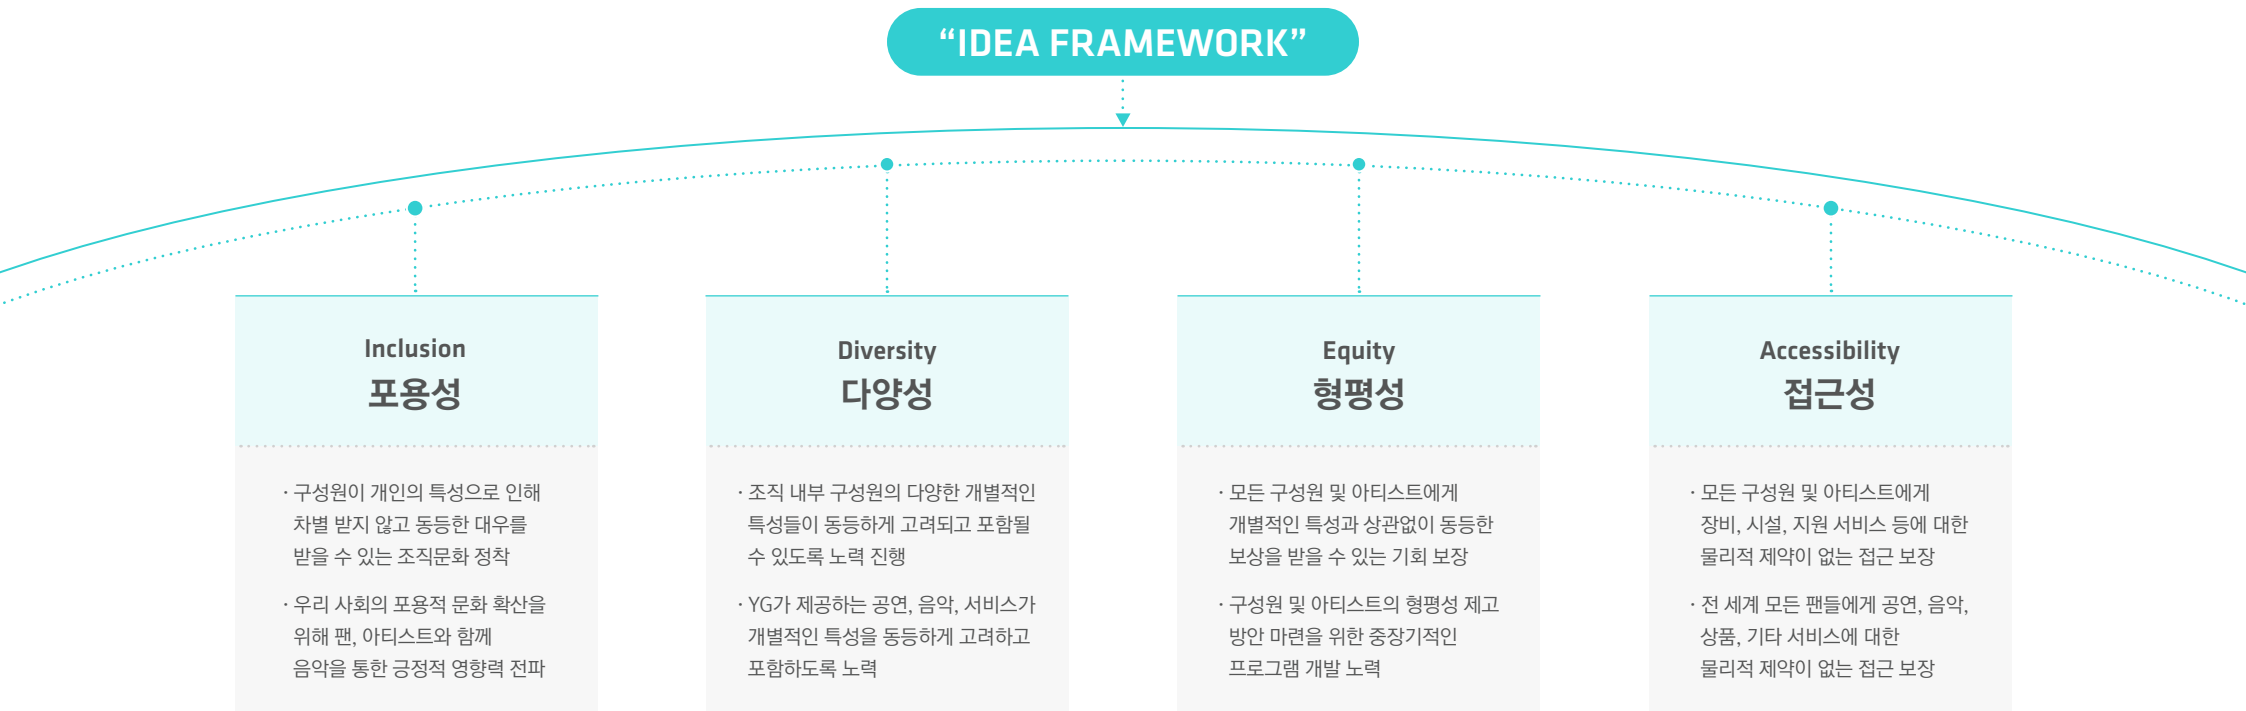 “IDEA FRAMEWORK”
Inclusion
포용성
· 구성원이 개인의 특성으로 인해
차별 받지 않고 동등한 대우를
받을 수 있는 조직문화 정착
· 우리 사회의 포용적 문화 확산을
위해 팬, 아티스트와 함께
음악을 통한 긍정적 영향력 전파
Diversity
다양성
· 조직 내부 구성원의 다양한 개별적인
특성들이 동등하게 고려되고 포함될
수 있도록 노력 진행
· YG가 제공하는 공연, 음악, 서비스가
개별적인 특성을 동등하게 고려하고
포함하도록 노력
Equity
형평성
· 모든 구성원 및 아티스트에게
개별적인 특성과 상관없이 동등한
보상을 받을 수 있는 기회 보장
· 구성원 및 아티스트의 형평성 제고
방안 마련을 위한 중장기적인
프로그램 개발 노력
Accessibility
접근성
· 모든 구성원 및 아티스트에게
장비, 시설, 지원 서비스 등에 대한
물리적 제약이 없는 접근 보장
· 전 세계 모든 팬들에게 공연, 음악,
상품, 기타 서비스에 대한
물리적 제약이 없는 접근 보장